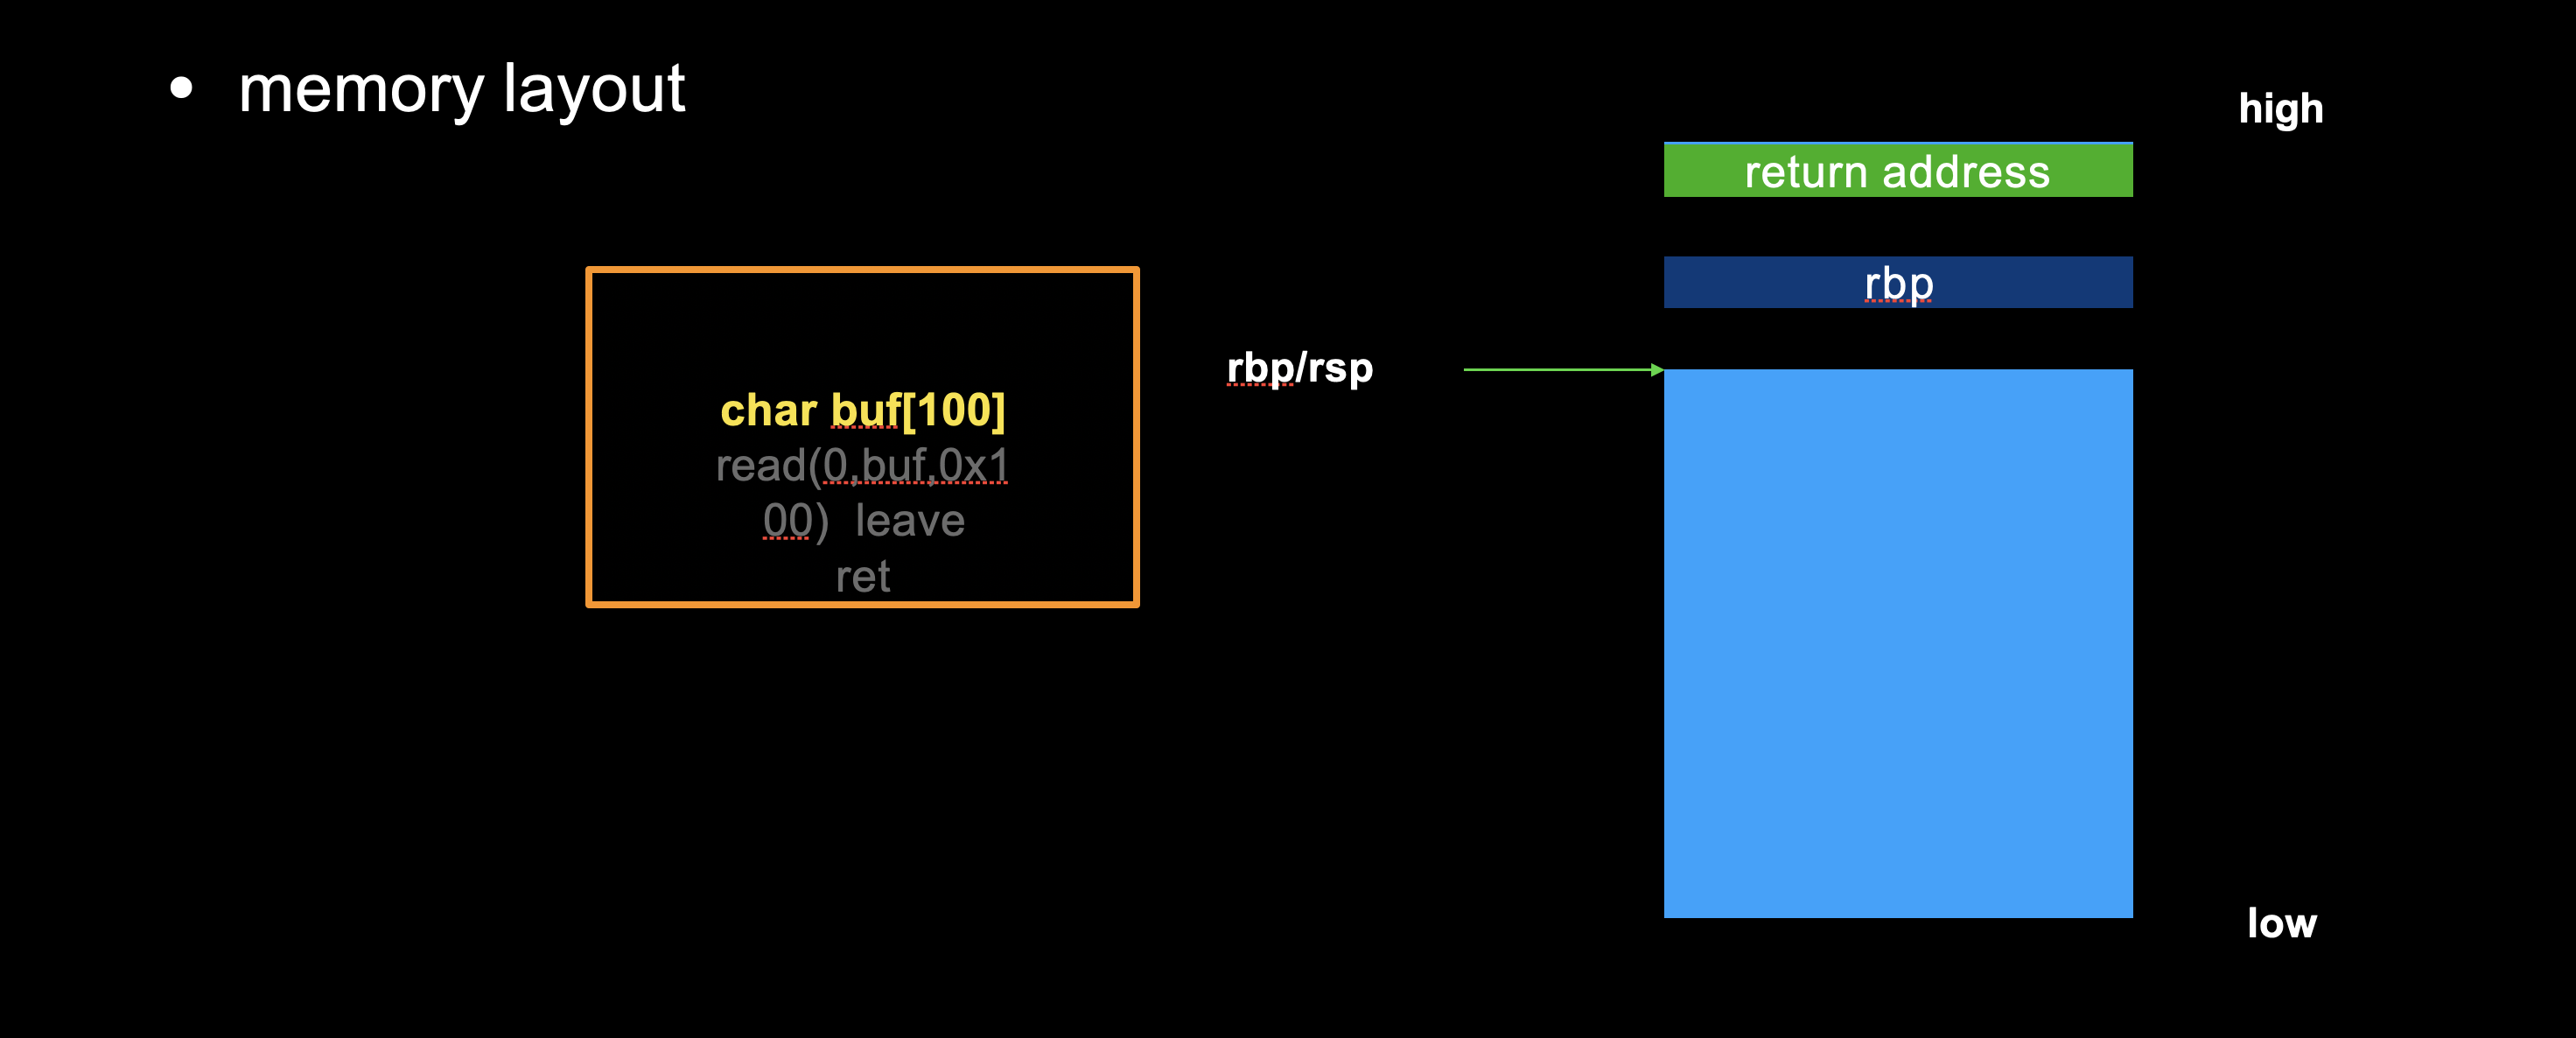 • memory layout
high
return address
rbp
rbp/rsp
char buf[100]
read(0,buf,0x1
00)  leave
ret
low